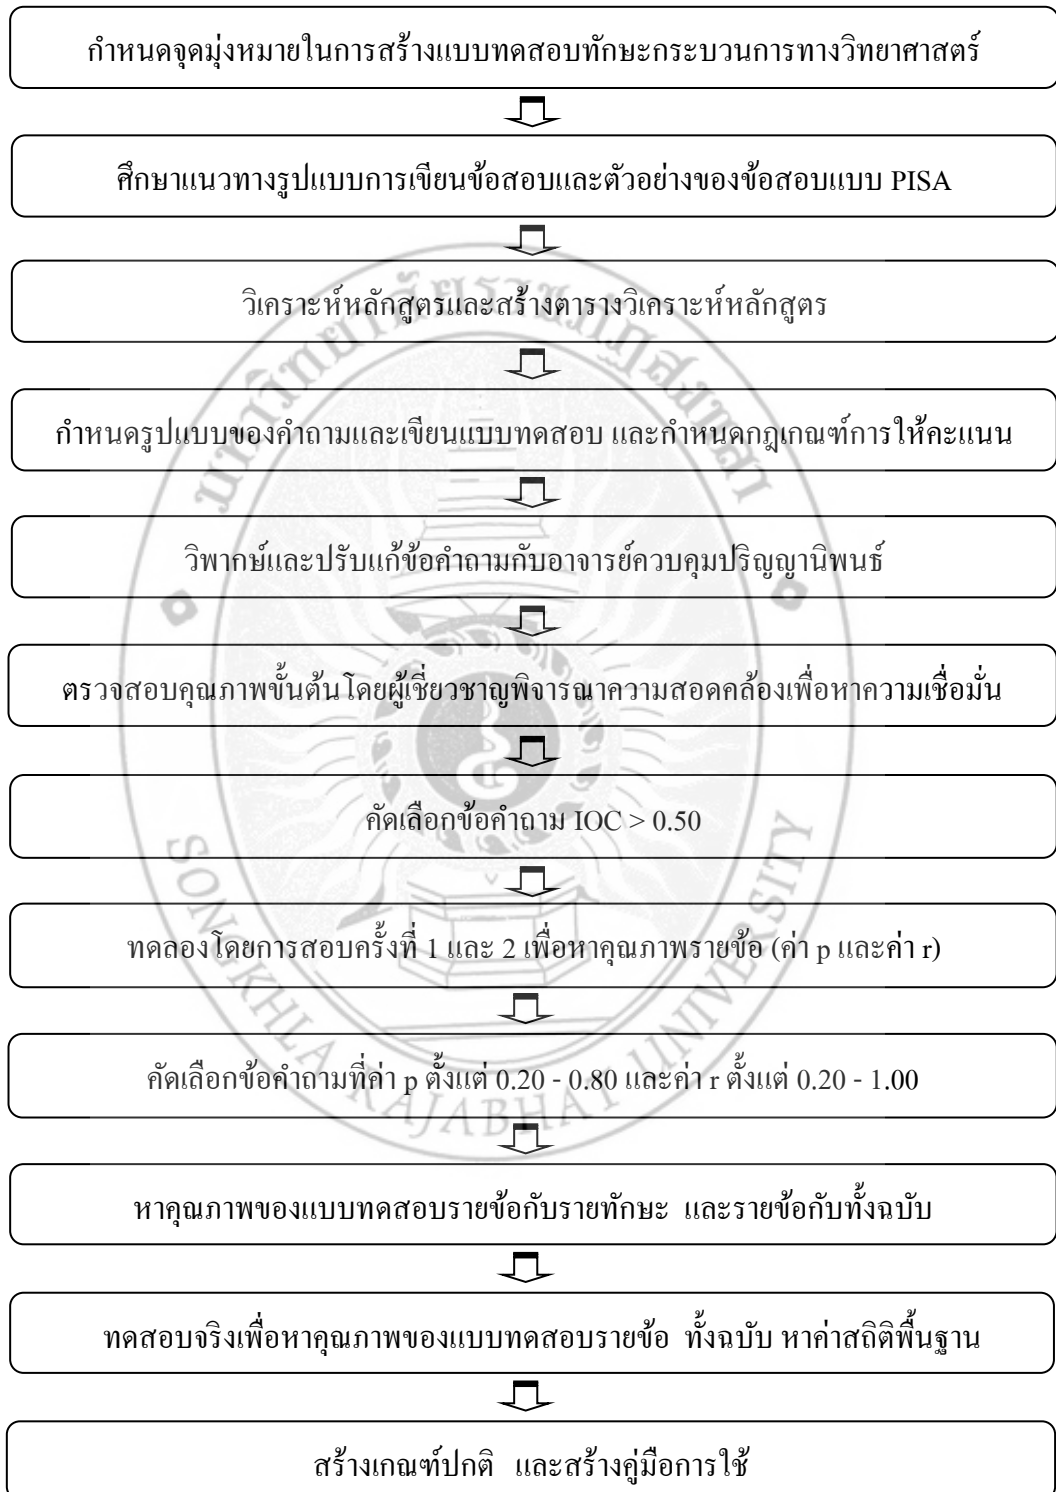 กำหนดจุดมุ่งหมายในการสร้างแบบทดสอบทักษะกระบวนการทางวิทยาศาสตร์
ศึกษาแนวทางรูปแบบการเขียนข้อสอบและตัวอย่างของข้อสอบแบบ PISA
วิเคราะห์หลักสูตรและสร้างตารางวิเคราะห์หลักสูตร
กำหนดรูปแบบของคำถามและเขียนแบบทดสอบ และกำหนดกฎเกณฑ์การให้คะแนน
วิพากษ์และปรับแก้ข้อคำถามกับอาจารย์ควบคุมปริญญานิพนธ์
ตรวจสอบคุณภาพขั้นต้นโดยผู้เชี่ยวชาญพิจารณาความสอดคล้องเพื่อหาความเชื่อมั่น
คัดเลือกข้อคำถาม IOC > 0.50
ทดลองโดยการสอบครั้งที่ 1 และ 2 เพื่อหาคุณภาพรายข้อ (ค่า p และค่า r)
คัดเลือกข้อคำถามที่ค่า p ตั้งแต่ 0.20 - 0.80 และค่า r ตั้งแต่ 0.20 - 1.00
หาคุณภาพของแบบทดสอบรายข้อกับรายทักษะ และรายข้อกับทั้งฉบับ
ทดสอบจริงเพื่อหาคุณภาพของแบบทดสอบรายข้อ ทั้งฉบับ หาค่าสถิติพื้นฐาน
สร้างเกณฑ์ปกติ และสร้างคู่มือการใช้
มหาวิทยาลัยราชภัฏสงขลา
SONGKHLA RAJABHAT UNIVERSITY